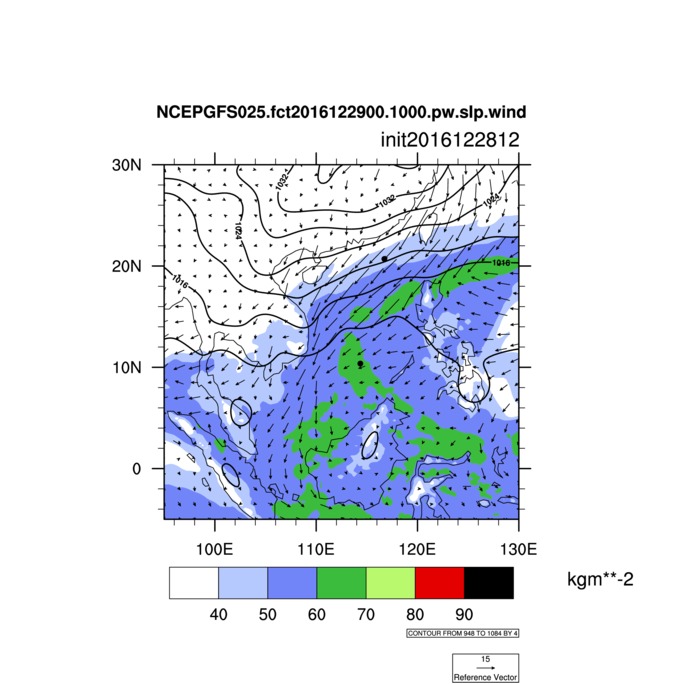 NCEPGFS025.fct2016122900.1000.pw.slp.wind
init2016122812
30N
1032
1032
1024
1024
20N
1016
1016
10N
0
100E
110E
120E
130E
kgm**-2
40
50
60
70
80
90
CONTOUR FROM 948 TO 1084 BY 4
15
Reference Vector